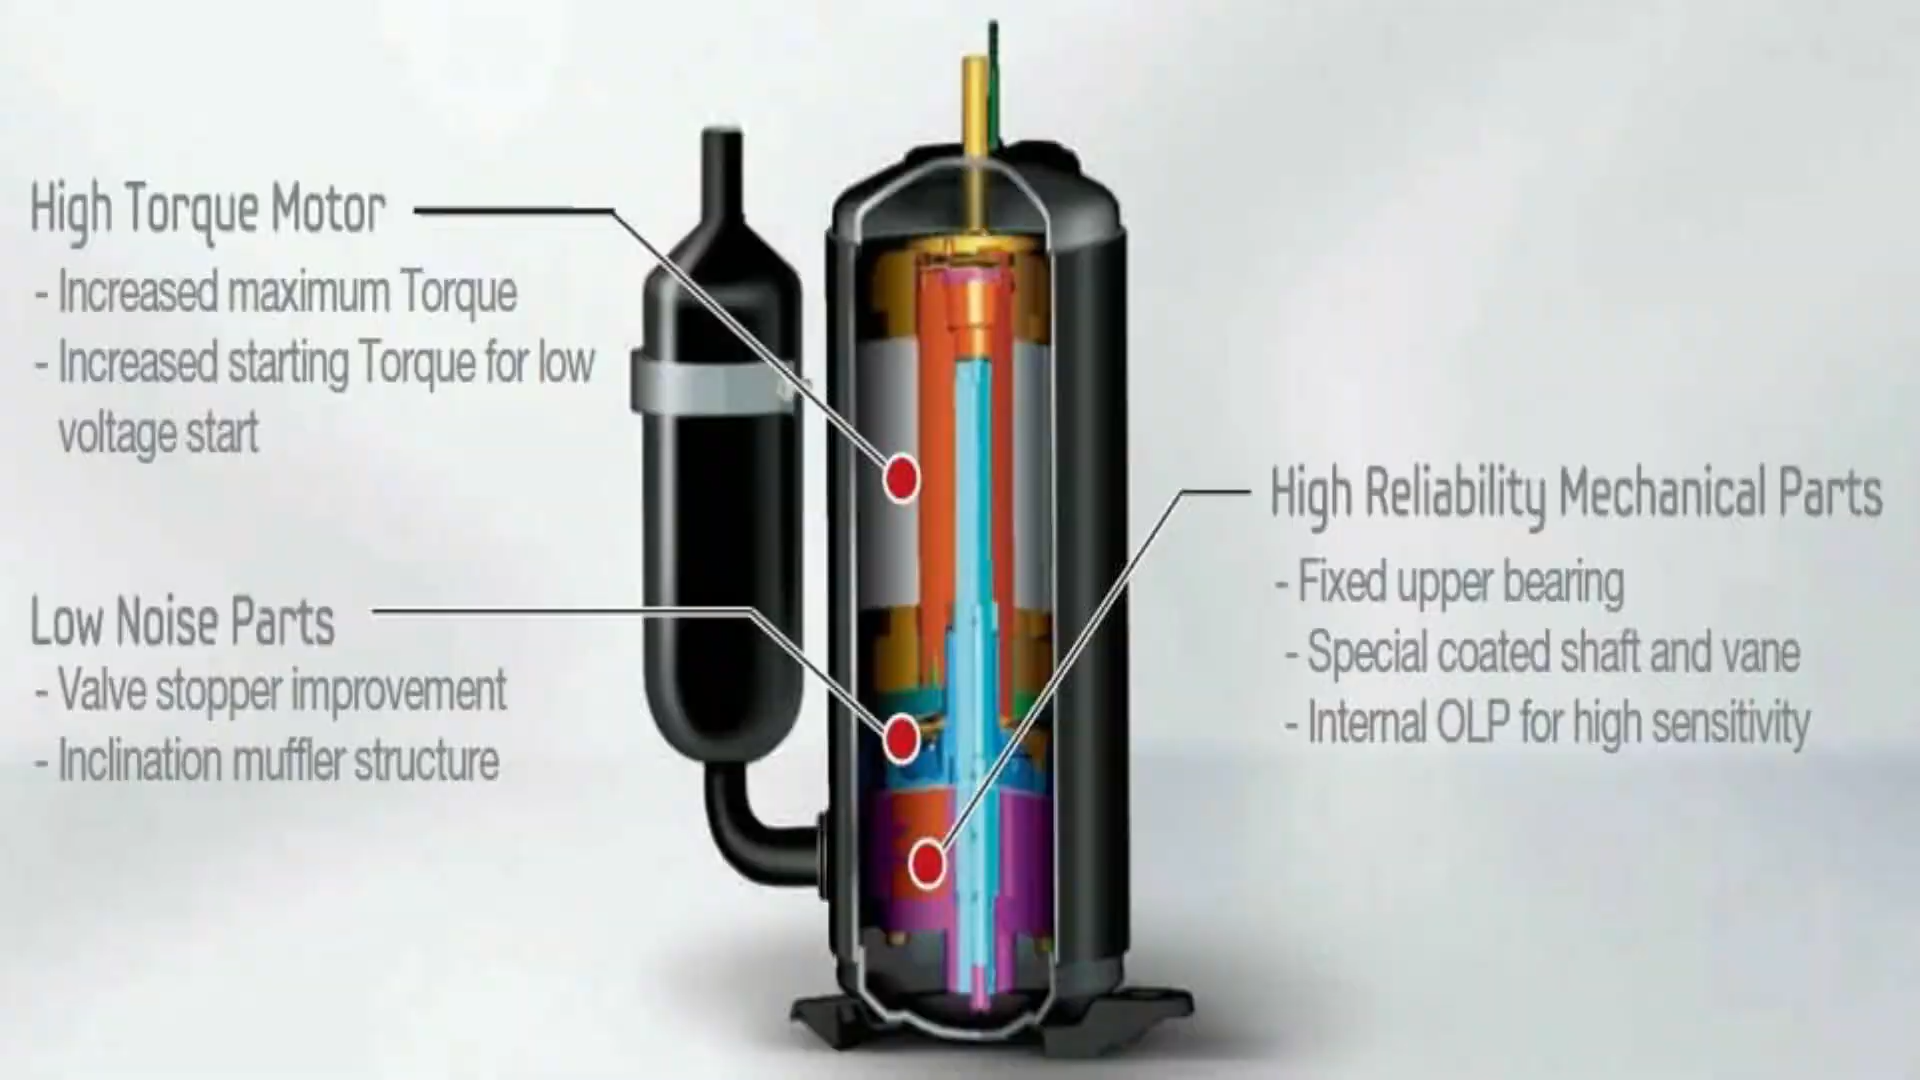 High Torque Motor
- Increased maximum Torque
- Increased starting Torque for low
voltage start
Low Noise Parts
- Valve stopper improvement
- Inclination muffler structure
High Reliability Mechanical Parts
- Fixed upper bearing
- Special coated shaft and vane
- Internal OLP for high sensitivity